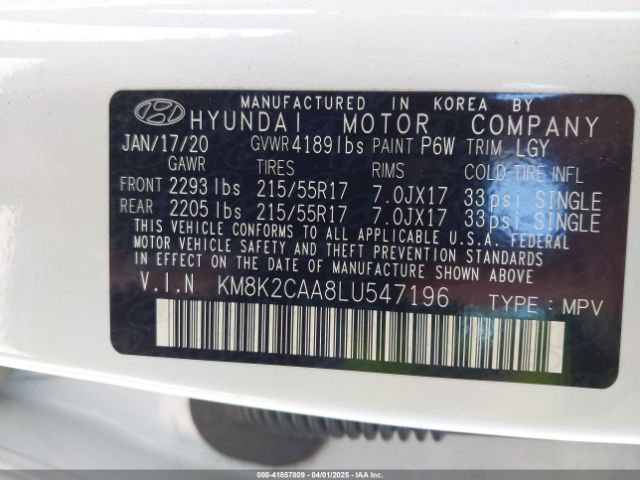 MANUFACTURED IN KOREA BY
HYUNDAI MOTOR COMPANY
JAN/17/20 GVWR 4189lbs PAINT P6W TRIM LGY
GAWR TIRES RIMS COLD TIRE INFL
FRONT 2293 lbs 215/55R17 7.0JX17 33psi SINGLE
REAR 2205 lbs 215/55R17 7.0JX17 33psi SINGLE
THIS VEHICLE CONFORMS TO ALL APPLICABLE U.S.A. FEDERAL
MOTOR VEHICLE SAFETY AND THEFT PREVENTION STANDARDS
IN EFFECT ON THE DATE OF MANUFACTURE SHOWN ABOVE.
V.I.N KM8K2CAA8LU547196 TYPE : MPV
000-41857809 | 04/01/2025 | Copyright IAA, LLC.